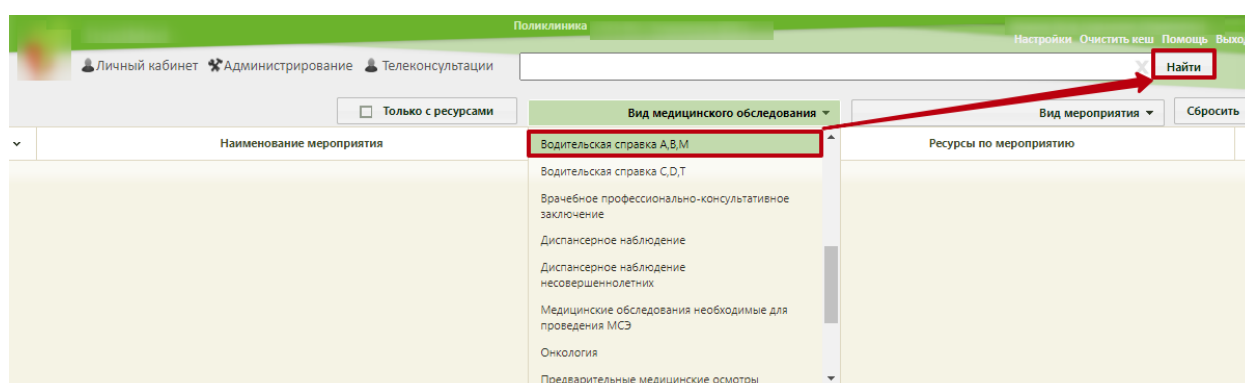 Поликлиника
Настройки Очистить кеш Помощь Выход
Личный кабинет Администрирование Телеконсультации
X Найти
Только с ресурсами Вид медицинского обследования Вид мероприятия Сбросить
Наименование мероприятия Ресурсы по мероприятию
Водительская справка A,B,M
Водительская справка C,D,T
Врачебное профессионально-консультативное
заключение
Диспансерное наблюдение
Диспансерное наблюдение
несовершеннолетних
Медицинские обследования необходимые для
проведения МСЭ
Онкология
Предварительные медицинские осмотры